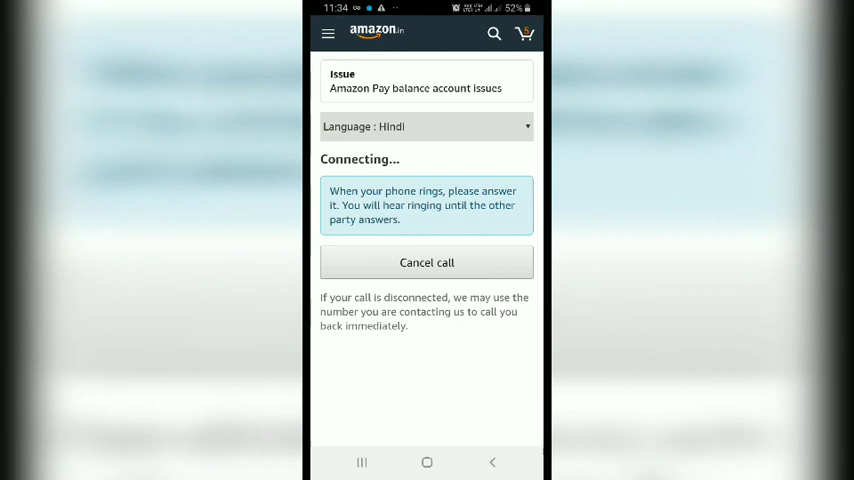 11:34 52%
amazon.in 5
Issue
Amazon Pay balance account issues
Language : Hindi
Connecting...
When your phone rings, please answer
it. You will hear ringing until the other
party answers.
Cancel call
If your call is disconnected, we may use the
number you are contacting us to call you
back immediately.